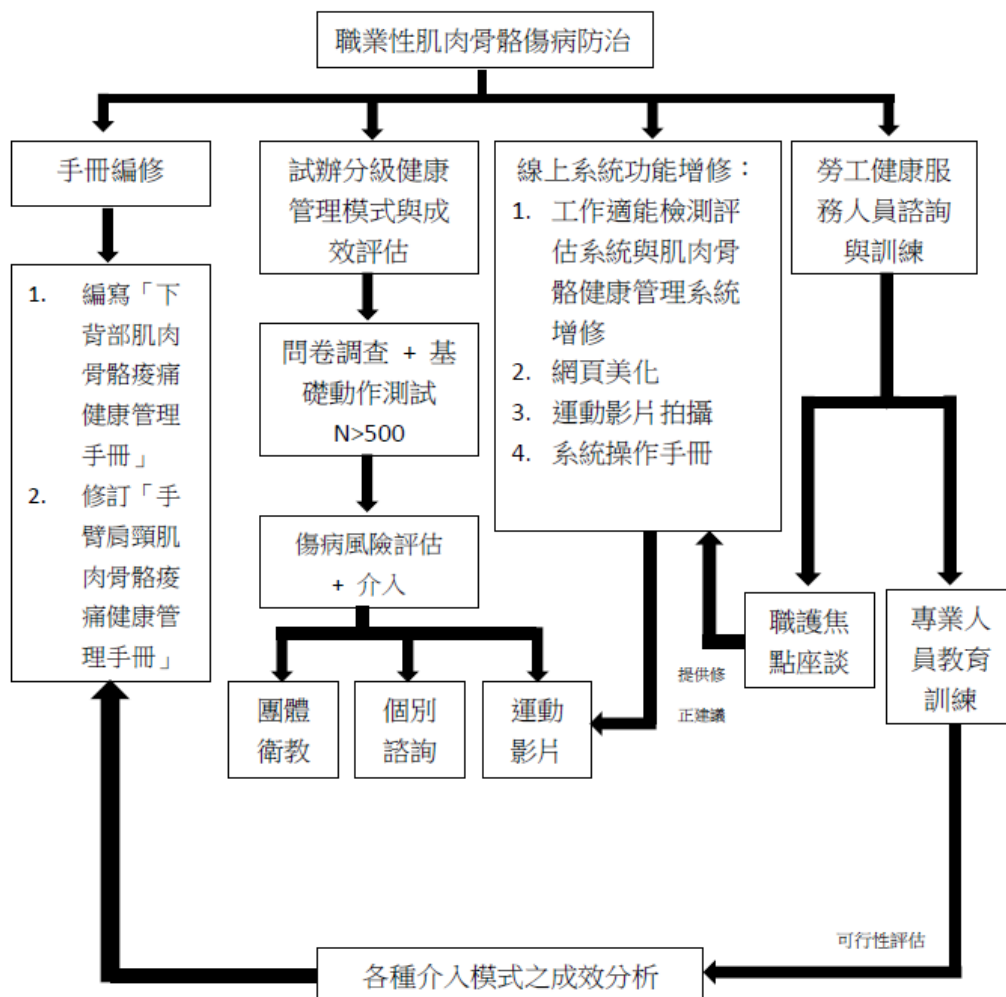 職業性肌肉骨骼傷病防治
手冊編修
1. 編寫「下
背部肌肉
骨骼痠痛
健康管理
手冊」
2. 修訂「手
臂肩頸肌
肉骨骼痠
痛健康管
理手冊」
試辦分級健康
管理模式與成
效評估
問卷調查 + 基
礎動作測試
N>500
傷病風險評估
+ 介入
團體
衛教
個別
諮詢
運動
影片
線上系統功能增修：
1. 工作適能檢測評
估系統與肌肉骨
骼健康管理系統
增修
2. 網頁美化
3. 運動影片拍攝
4. 系統操作手冊
勞工健康服
務人員諮詢
與訓練
職護焦
點座談
提供修
正建議
專業人
員教育
訓練
可行性評估
各種介入模式之成效分析